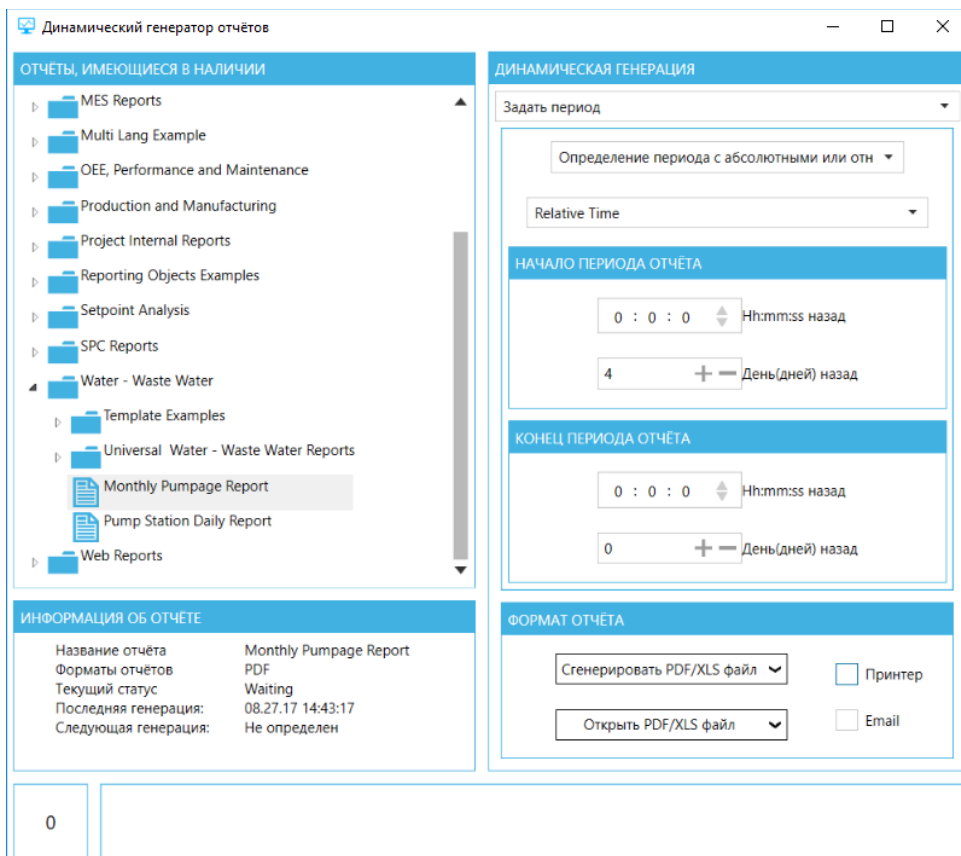 Динамический генератор отчётов
ОТЧЁТЫ, ИМЕЮЩИЕСЯ В НАЛИЧИИ
MES Reports
Multi Lang Example
OEE, Performance and Maintenance
Production and Manufacturing
Project Internal Reports
Reporting Objects Examples
Setpoint Analysis
SPC Reports
Water - Waste Water
Template Examples
Universal Water - Waste Water Reports
Monthly Pumpage Report
Pump Station Daily Report
Web Reports
ИНФОРМАЦИЯ ОБ ОТЧЁТЕ
Название отчёта Monthly Pumpage Report
Форматы отчётов PDF
Текущий статус Waiting
Последняя генерация: 08.27.17 14:43:17
Следующая генерация: Не определен
0
ДИНАМИЧЕСКАЯ ГЕНЕРАЦИЯ
Задать период
Определение периода с абсолютными или отн
Relative Time
НАЧАЛО ПЕРИОДА ОТЧЁТА
0 : 0 : 0 Hh:mm:ss назад
4 День(дней) назад
КОНЕЦ ПЕРИОДА ОТЧЁТА
0 : 0 : 0 Hh:mm:ss назад
0 День(дней) назад
ФОРМАТ ОТЧЁТА
Сгенерировать PDF/XLS файл Принтер
Открыть PDF/XLS файл Email